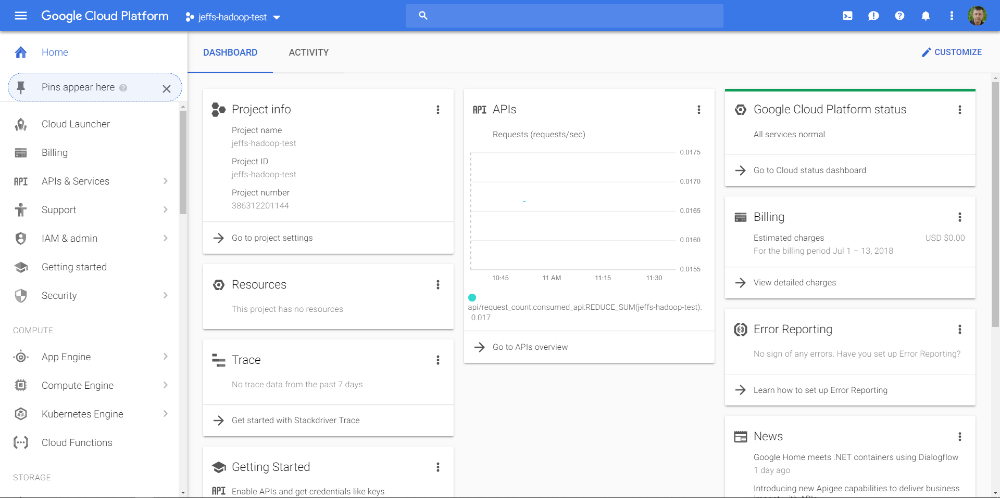 Google Cloud Platform
jeffs-hadoop-test
Home
Pins appear here
Cloud Launcher
Billing
API
APIs & Services
Support
IAM & admin
Getting started
Security
COMPUTE
App Engine
Compute Engine
Kubernetes Engine
Cloud Functions
STORAGE
DASHBOARD
ACTIVITY
CUSTOMIZE
Project info
Project name
jeffs-hadoop-test
Project ID
jeffs-hadoop-test
Project number
386312201144
Go to project settings
Resources
This project has no resources
Trace
No trace data from the past 7 days
Get started with Stackdriver Trace
Getting Started
API
Enable APIs and get credentials like keys
API
APIs
Requests (requests/sec)
0.0175
0.0170
0.0165
0.0160
0.0155
10:45
11 AM
11:15
11:30
api/request_count:consumed_api:REDUCE_SUM(jeffs-hadoop-test):
0.017
Go to APIs overview
Google Cloud Platform status
All services normal
Go to Cloud status dashboard
Billing
Estimated charges
USD $0.00
For the billing period Jul 1 – 13, 2018
View detailed charges
Error Reporting
No sign of any errors. Have you set up Error Reporting?
Learn how to set up Error Reporting
News
Google Home meets .NET containers using Dialogflow
1 day ago
Introducing new Apigee capabilities to deliver business
impact with APIs